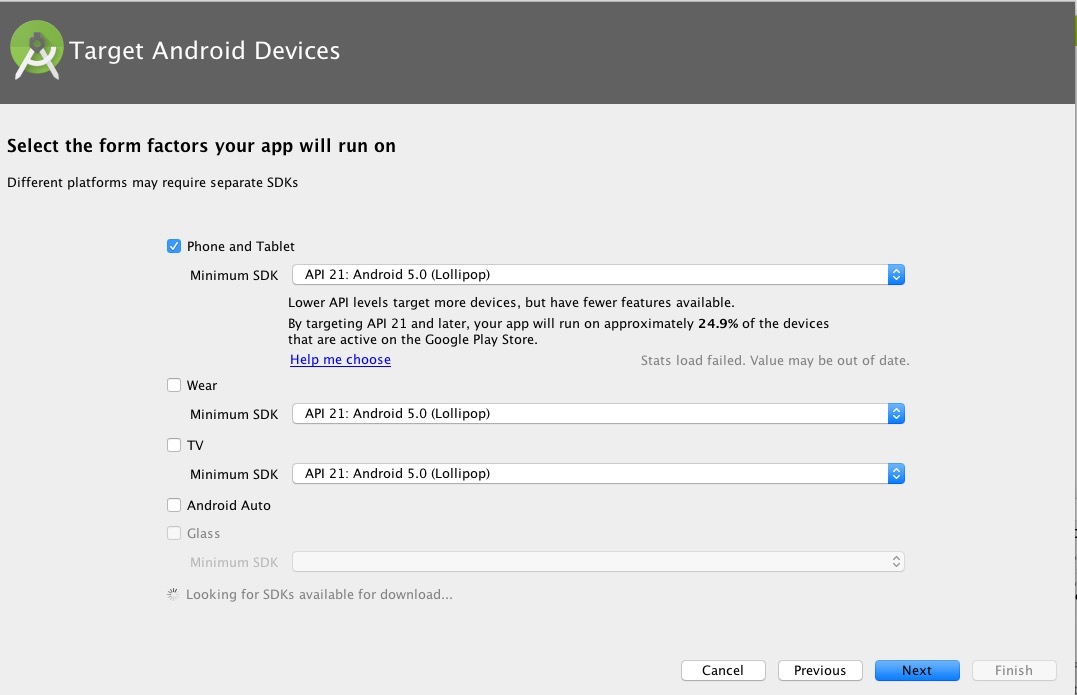 Target Android Devices
Select the form factors your app will run on
Different platforms may require separate SDKs
Phone and Tablet
Minimum SDK API 21: Android 5.0 (Lollipop)
Lower API levels target more devices, but have fewer features available.
By targeting API 21 and later, your app will run on approximately 24.9% of the devices
that are active on the Google Play Store.
Help me choose Stats load failed. Value may be out of date.
Wear
Minimum SDK API 21: Android 5.0 (Lollipop)
TV
Minimum SDK API 21: Android 5.0 (Lollipop)
Android Auto
Glass
Minimum SDK
Looking for SDKs available for download...
Cancel Previous Next Finish